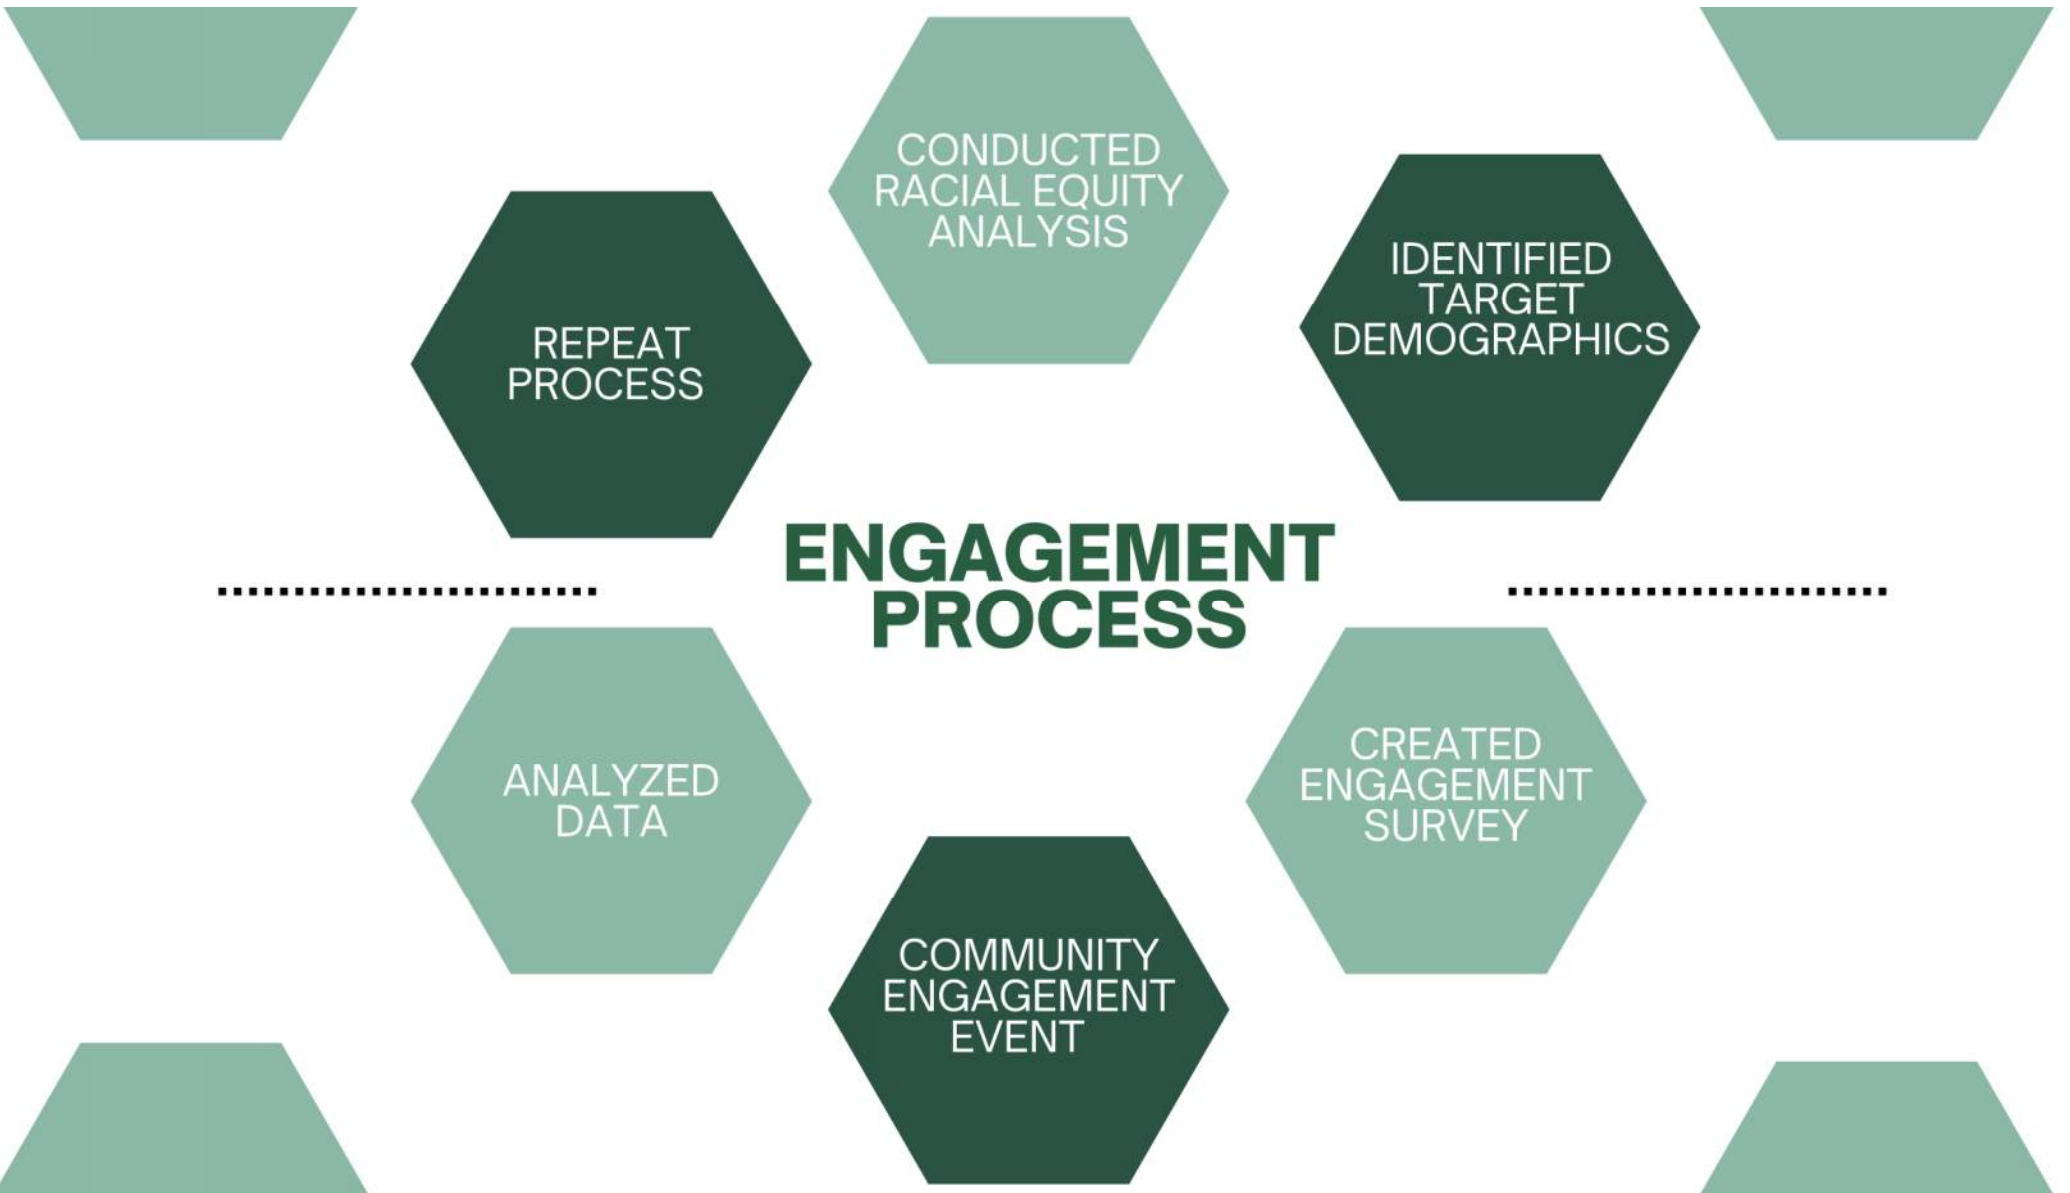 CONDUCTED
RACIAL EQUITY
ANALYSIS
IDENTIFIED
TARGET
DEMOGRAPHICS
REPEAT
PROCESS
ENGAGEMENT
PROCESS
CREATED
ENGAGEMENT
SURVEY
ANALYZED
DATA
COMMUNITY
ENGAGEMENT
EVENT